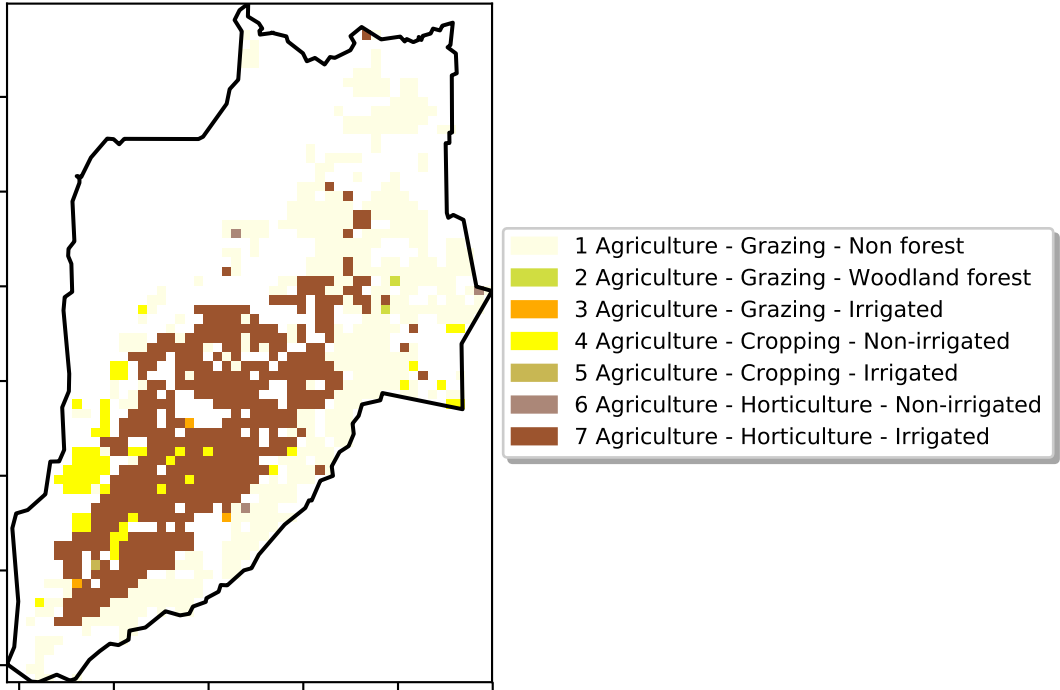 1 Agriculture - Grazing - Non forest
2 Agriculture - Grazing - Woodland forest
3 Agriculture - Grazing - Irrigated
4 Agriculture - Cropping - Non-irrigated
5 Agriculture - Cropping - Irrigated
6 Agriculture - Horticulture - Non-irrigated
7 Agriculture - Horticulture - Irrigated